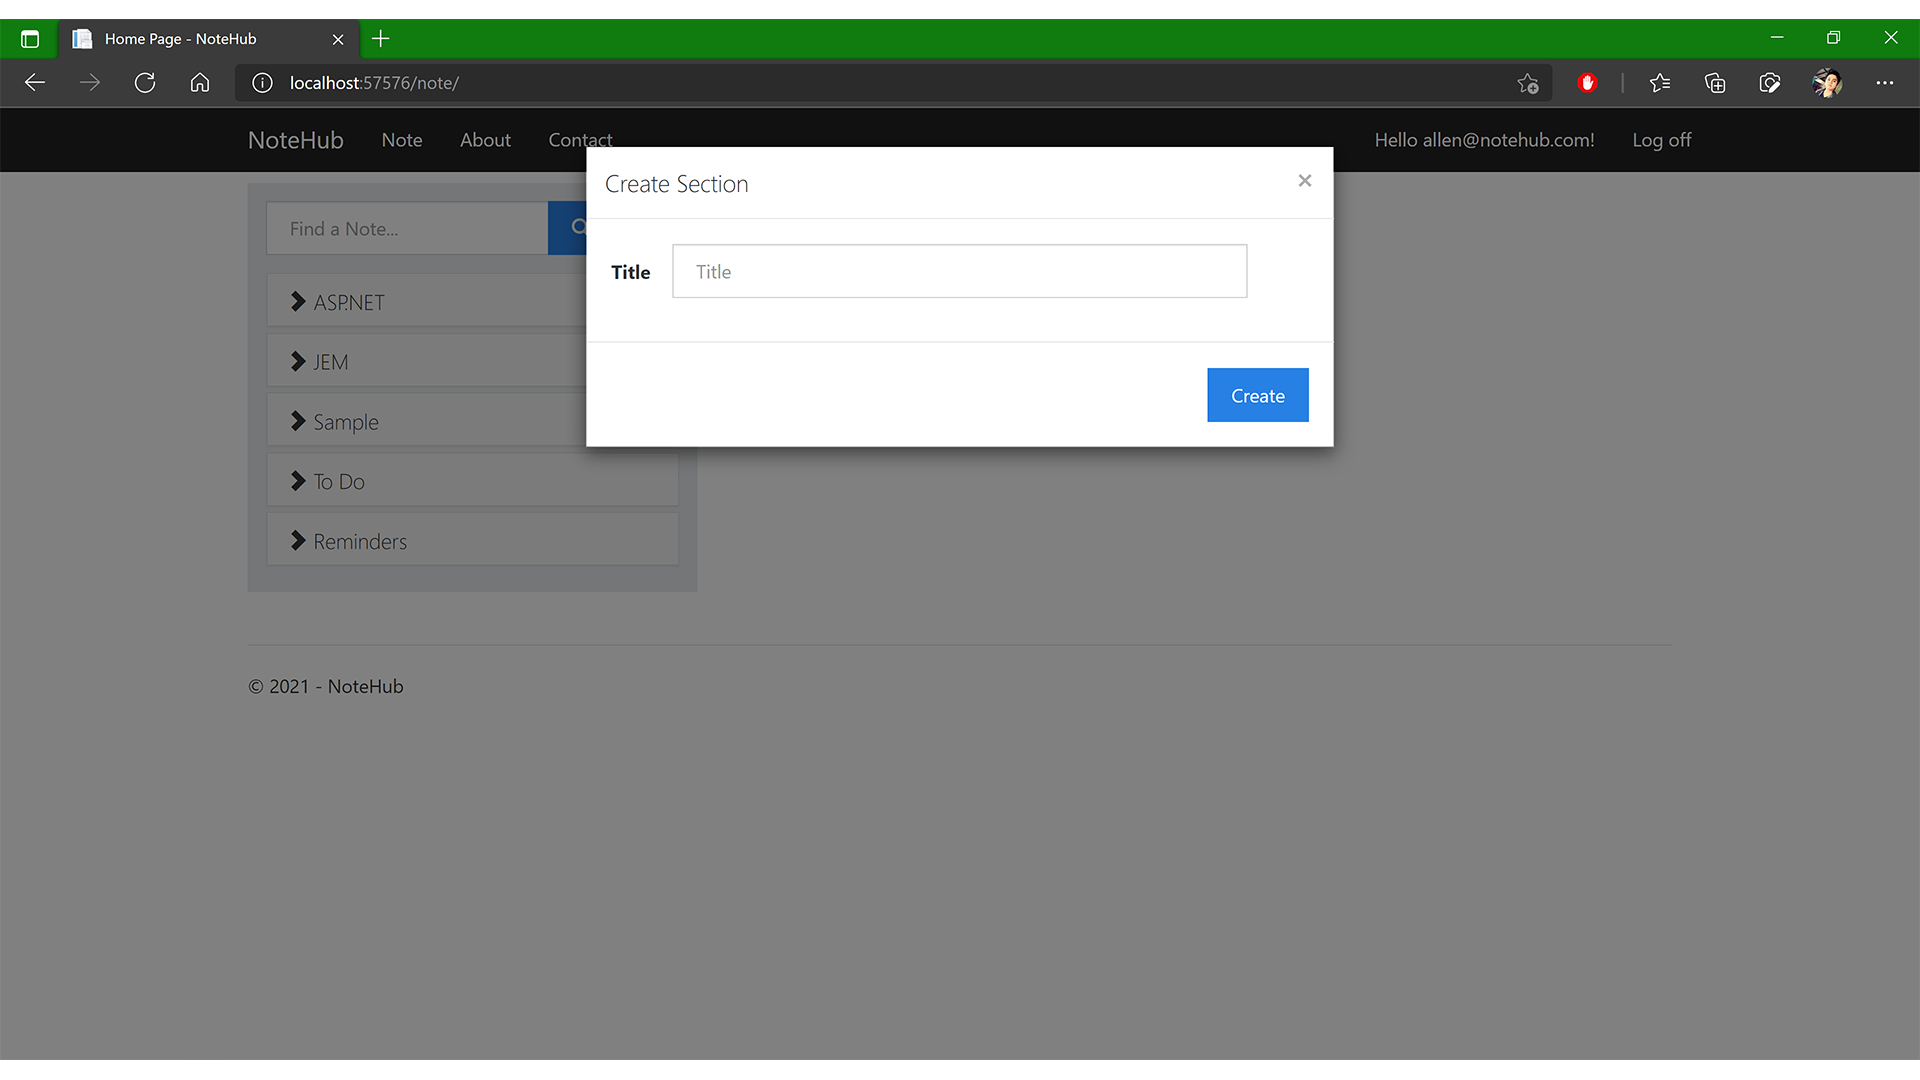 Home Page - NoteHub
localhost:57576/note/
NoteHub Note About Contact Hello allen@notehub.com! Log off
Create Section
Find a Note...
Title Title
ASP.NET
JEM
Create
Sample
To Do
Reminders
© 2021 - NoteHub